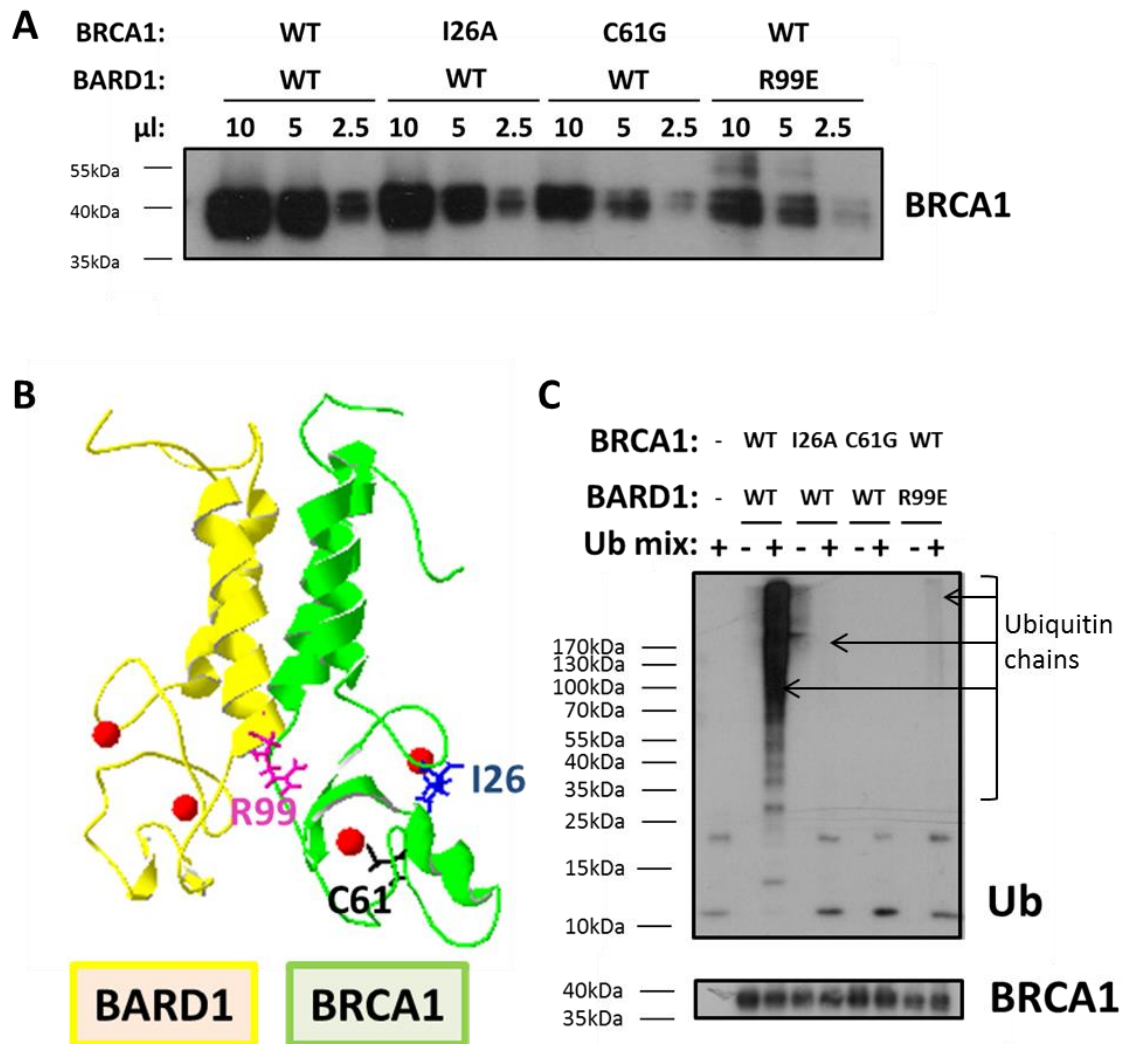 A
BRCA1: WT I26A C61G WT
BARD1: WT WT WT R99E
µl: 10 5 2.5 10 5 2.5 10 5 2.5 10 5 2.5
55kDa
40kDa
35kDa
BRCA1
B
R99
I26
C61
BARD1
BRCA1
C
BRCA1: - WT I26A C61G WT
BARD1: - WT WT WT R99E
Ub mix: + - + - + - + - +
170kDa
130kDa
100kDa
70kDa
55kDa
40kDa
35kDa
25kDa
15kDa
10kDa
Ubiquitin
chains
Ub
40kDa
35kDa
BRCA1